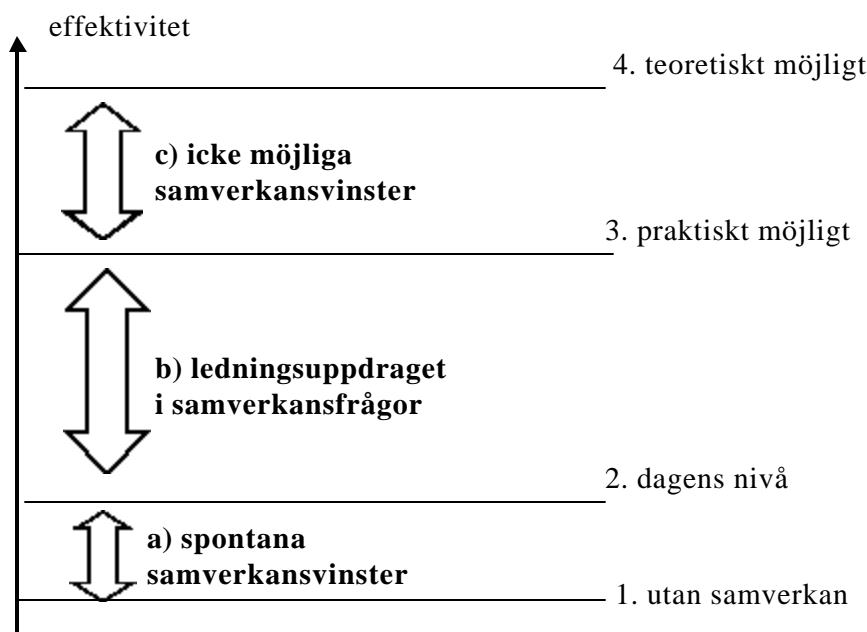 effektivitet
4. teoretiskt möjligt
c) icke möjliga
samverkansvinster
3. praktiskt möjligt
b) ledningsuppdraget
i samverkansfrågor
2. dagens nivå
a) spontana
samverkansvinster
1. utan samverkan